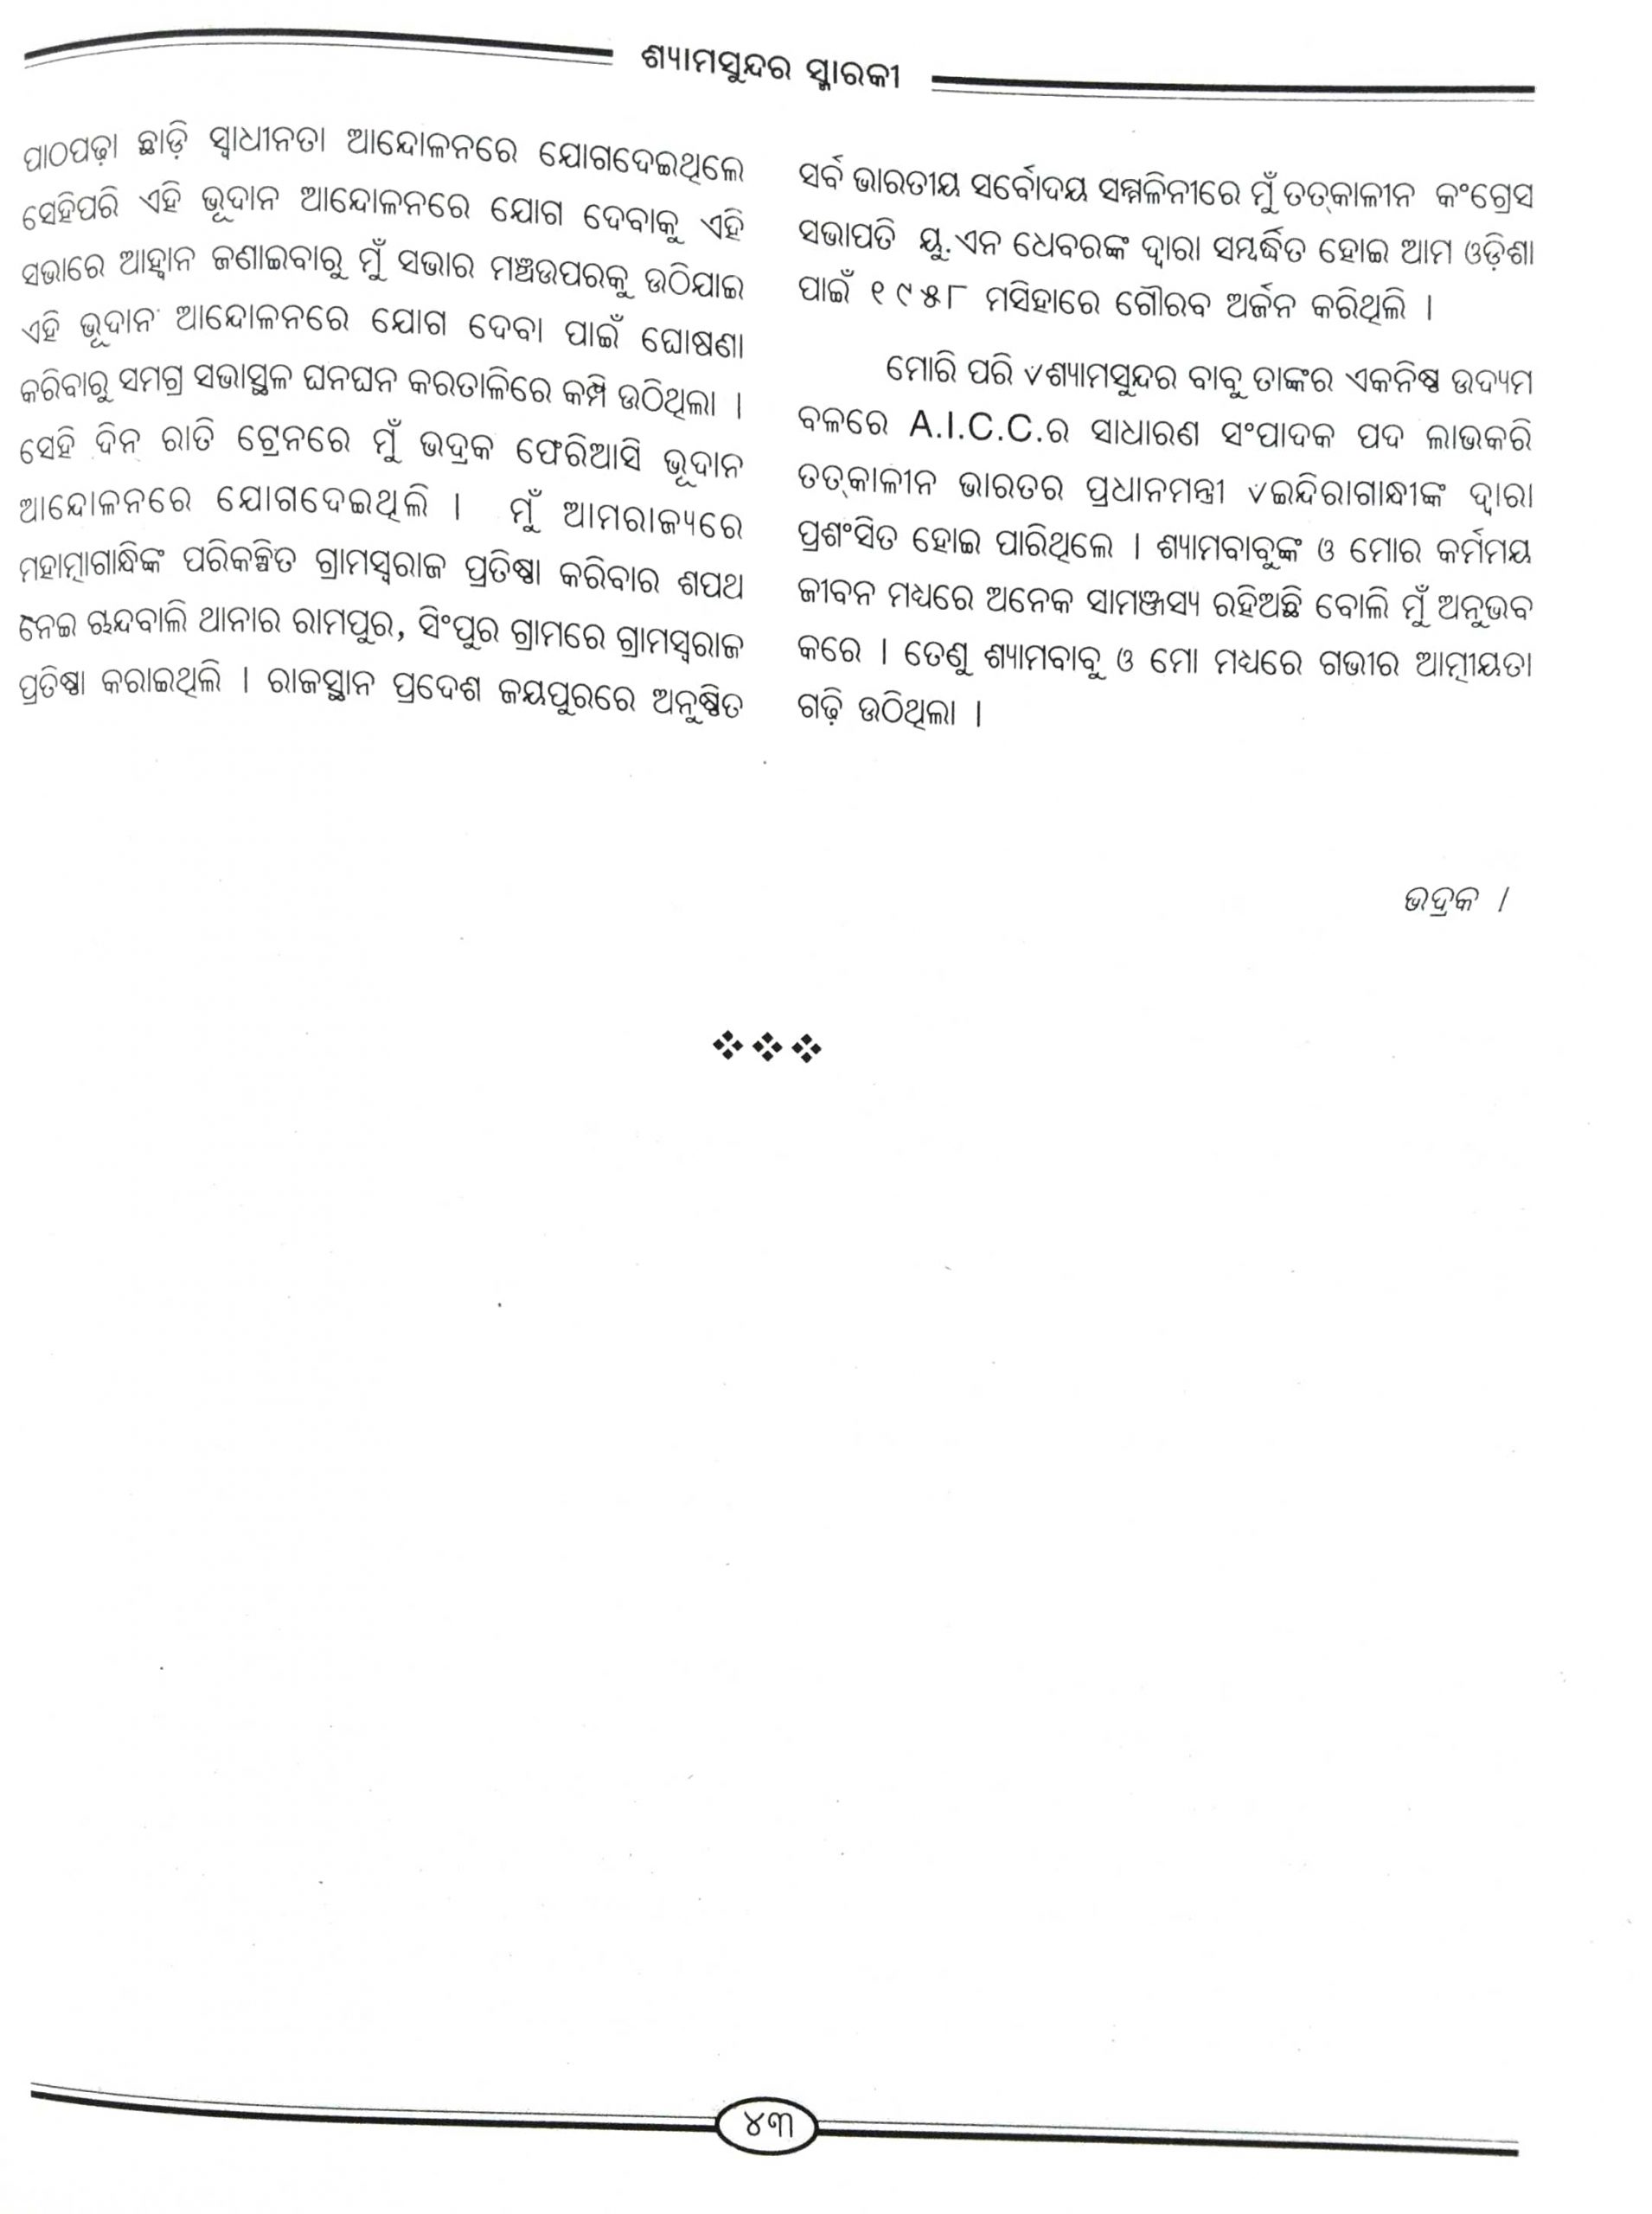 ଶ୍ୟାମସୁନ୍ଦର ସ୍ମାରକୀ
ପାଠପଢ଼ା ଛାଡ଼ି ସ୍ୱାଧୀନତା ଆନ୍ଦୋଳନରେ ଯୋଗଦେଇଥିଲେ
ସେହିପରି ଏହି ଭୂଦାନ ଆନ୍ଦୋଳନରେ ଯୋଗ ଦେବାକୁ ଏହି
ସଭାରେ ଆହ୍ୱାନ ଜଣାଇବାରୁ ମୁଁ ସଭାର ମଞ୍ଚଉପରକୁ ଉଠିଯାଇ
ଏହି ଭୂଦାନ ଆନ୍ଦୋଳନରେ ଯୋଗ ଦେବା ପାଇଁ ଘୋଷଣା
କରିବାରୁ ସମଗ୍ର ସଭାସ୍ଥଳ ଘନଘନ କରତାଳିରେ କମ୍ପି ଉଠିଥିଲା ।
ସେହି ଦିନ ରାତି ଟ୍ରେନରେ ମୁଁ ଭଦ୍ରକ ଫେରିଆସି ଭୂଦାନ
ଆନ୍ଦୋଳନରେ ଯୋଗଦେଇଥିଲି । ମୁଁ ଆମରାଜ୍ୟରେ
ମହାତ୍ମାଗାନ୍ଧିଙ୍କ ପରିକଳ୍ପିତ ଗ୍ରାମସ୍ୱରାଜ ପ୍ରତିଷ୍ଠା କରିବାର ଶପଥ
ନେଇ ଚାନ୍ଦବାଲି ଥାନାର ରାମପୁର, ସିଂପୁର ଗ୍ରାମରେ ଗ୍ରାମସ୍ୱରାଜ
ପ୍ରତିଷ୍ଠା କରାଇଥିଲି । ରାଜସ୍ଥାନ ପ୍ରଦେଶ ଜୟପୁରରେ ଅନୁଷ୍ଠିତ
ସର୍ବ ଭାରତୀୟ ସର୍ବୋଦୟ ସମ୍ମଳିନୀରେ ମୁଁ ତତ୍‌କାଳୀନ କଂଗ୍ରେସ
ସଭାପତି ୟୁ.ଏନ ଧେବରଙ୍କ ଦ୍ୱାରା ସମ୍ବର୍ଦ୍ଧିତ ହୋଇ ଆମ ଓଡ଼ିଶା
ପାଇଁ ୧୯୫୮ ମସିହାରେ ଗୌରବ ଅର୍ଜନ କରିଥିଲି ।
ମୋରି ପରି ୰ଶ୍ୟାମସୁନ୍ଦର ବାବୁ ତାଙ୍କର ଏକନିଷ୍ଠ ଉଦ୍ୟମ
ବଳରେ A.I.C.C.ର ସାଧାରଣ ସଂପାଦକ ପଦ ଲାଭକରି
ତତ୍‌କାଳୀନ ଭାରତର ପ୍ରଧାନମନ୍ତ୍ରୀ ୰ଇନ୍ଦିରାଗାନ୍ଧୀଙ୍କ ଦ୍ୱାରା
ପ୍ରଶଂସିତ ହୋଇ ପାରିଥିଲେ । ଶ୍ୟାମବାବୁଙ୍କ ଓ ମୋର କର୍ମମୟ
ଜୀବନ ମଧ୍ୟରେ ଅନେକ ସାମଞ୍ଜସ୍ୟ ରହିଅଛି ବୋଲି ମୁଁ ଅନୁଭବ
କରେ । ତେଣୁ ଶ୍ୟାମବାବୁ ଓ ମୋ ମଧ୍ୟରେ ଗଭୀର ଆତ୍ମୀୟତା
ଗଢ଼ି ଉଠିଥିଲା ।
ଭଦ୍ରକ ।
୪୩